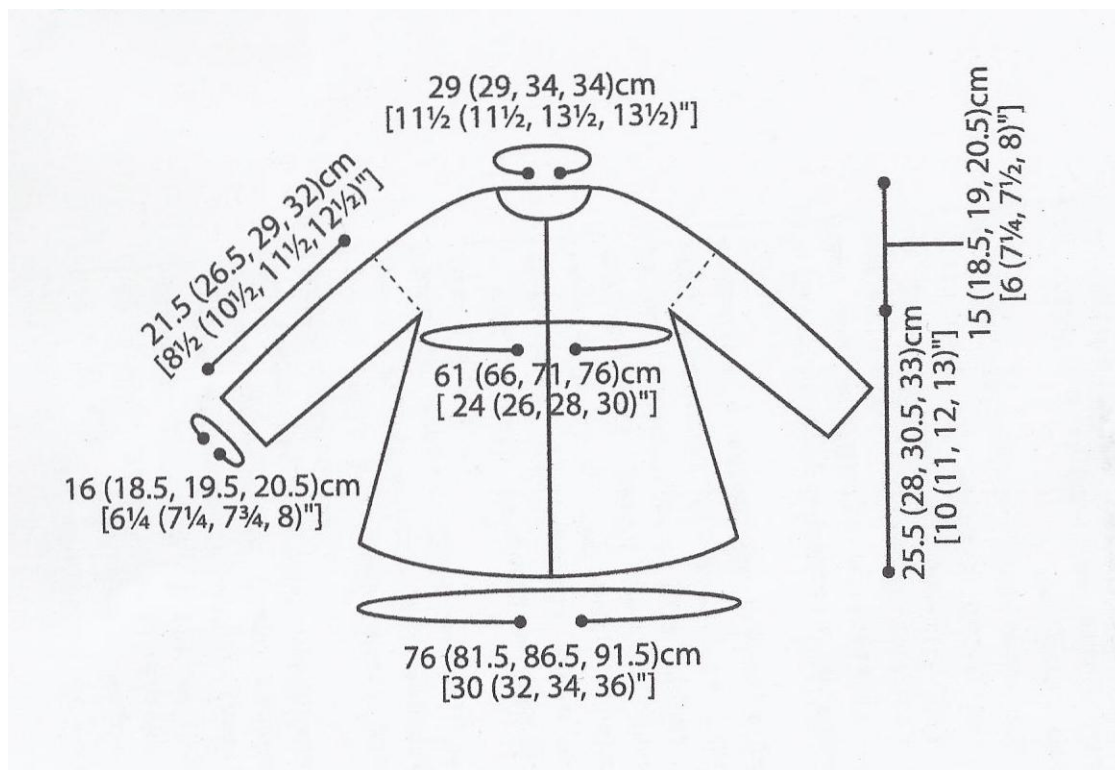 29 (29, 34, 34)cm
[11½ (11½, 13½, 13½)"]
21.5 (26.5, 29, 32)cm
[8½ (10½, 11½,12½)"]
15 (18.5, 19, 20.5)cm
[6 (7¼, 7½, 8)"]
61 (66, 71, 76)cm
[ 24 (26, 28, 30)"]
25.5 (28, 30.5, 33)cm
[10 (11, 12, 13)"]
16 (18.5, 19.5, 20.5)cm
[6¼ (7¼, 7¾, 8)"]
76 (81.5, 86.5, 91.5)cm
[30 (32, 34, 36)"]